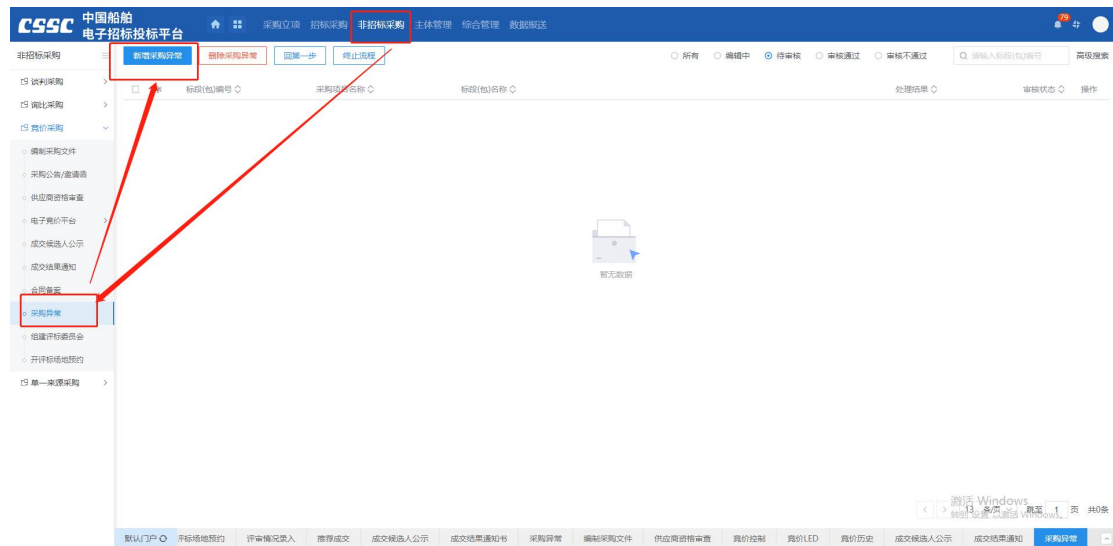 CSSC 中国船舶
电子招标投标平台
采购立项 招标采购 非招标采购 主体管理 综合管理 数据报送
79
非招标采购
新增采购异常 删除采购异常 回第一步 终止流程
所有 编辑中 待审核 审核通过 审核不通过 请输入标段(包)编号 高级搜索
谈判采购
询比采购
竞价采购
编制采购文件
采购公告/邀请函
供应商资格审查
电子竞价平台
成交候选人公示
成交结果通知
合同备案
采购异常
组建评标委员会
开评标场地预约
单一来源采购
标段(包)编号 采购项目名称 标段(包)名称 处理结果 审核状态 操作
暂无数据
激活 Windows
转到"设置"以激活 Windows。
13 条/页 跳至 1 页 共0条
默认门户 评标场地预约 评审情况录入 推荐成交 成交候选人公示 成交结果通知书 采购异常 编制采购文件 供应商资格审查 竞价控制 竞价LED 竞价历史 成交候选人公示 成交结果通知 采购异常